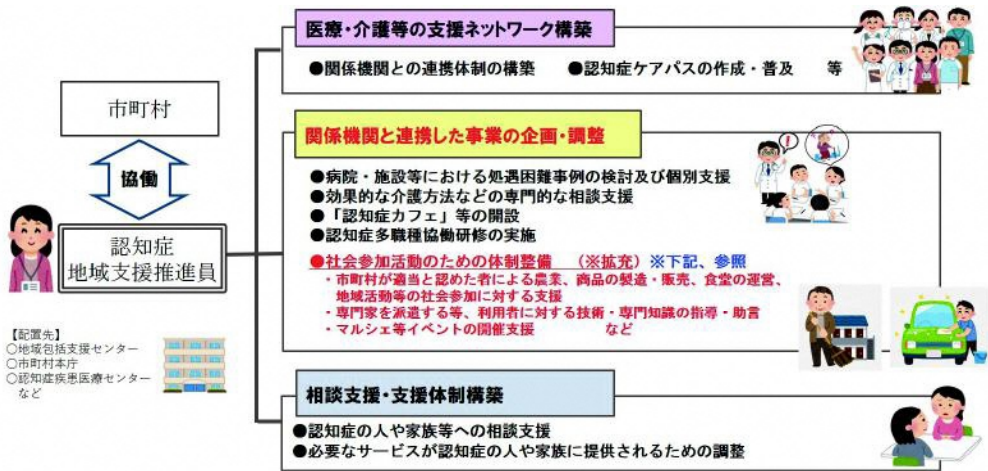 医療・介護等の支援ネットワーク構築
●関係機関との連携体制の構築　●認知症ケアパスの作成・普及　等
市町村
協働
認知症
地域支援推進員
【配置先】
○地域包括支援センター
○市町村本庁
○認知症疾患医療センター
など
関係機関と連携した事業の企画・調整
●病院・施設等における処遇困難事例の検討及び個別支援
●効果的な介護方法などの専門的な相談支援
●「認知症カフェ」等の開設
●認知症多職種協働研修の実施
●社会参加活動のための体制整備　（※拡充）※下記、参照
・市町村が適当と認めた者による農業、商品の製造・販売、食堂の運営、
地域活動等の社会参加に対する支援
・専門家を派遣する等、利用者に対する技術・専門知識の指導・助言
・マルシェ等イベントの開催支援　など
相談支援・支援体制構築
●認知症の人や家族等への相談支援
●必要なサービスが認知症の人や家族に提供されるための調整